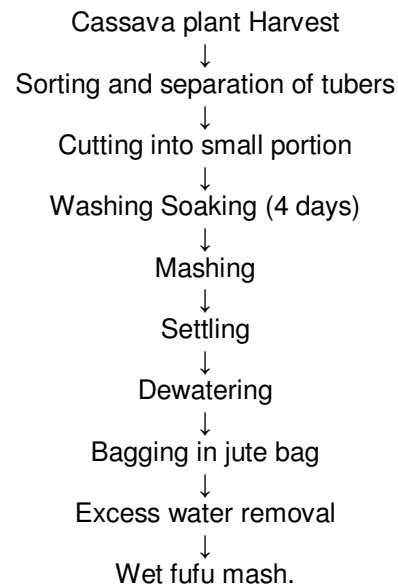 Cassava plant Harvest
↓
Sorting and separation of tubers
↓
Cutting into small portion
↓
Washing Soaking (4 days)
↓
Mashing
↓
Settling
↓
Dewatering
↓
Bagging in jute bag
↓
Excess water removal
↓
Wet fufu mash.